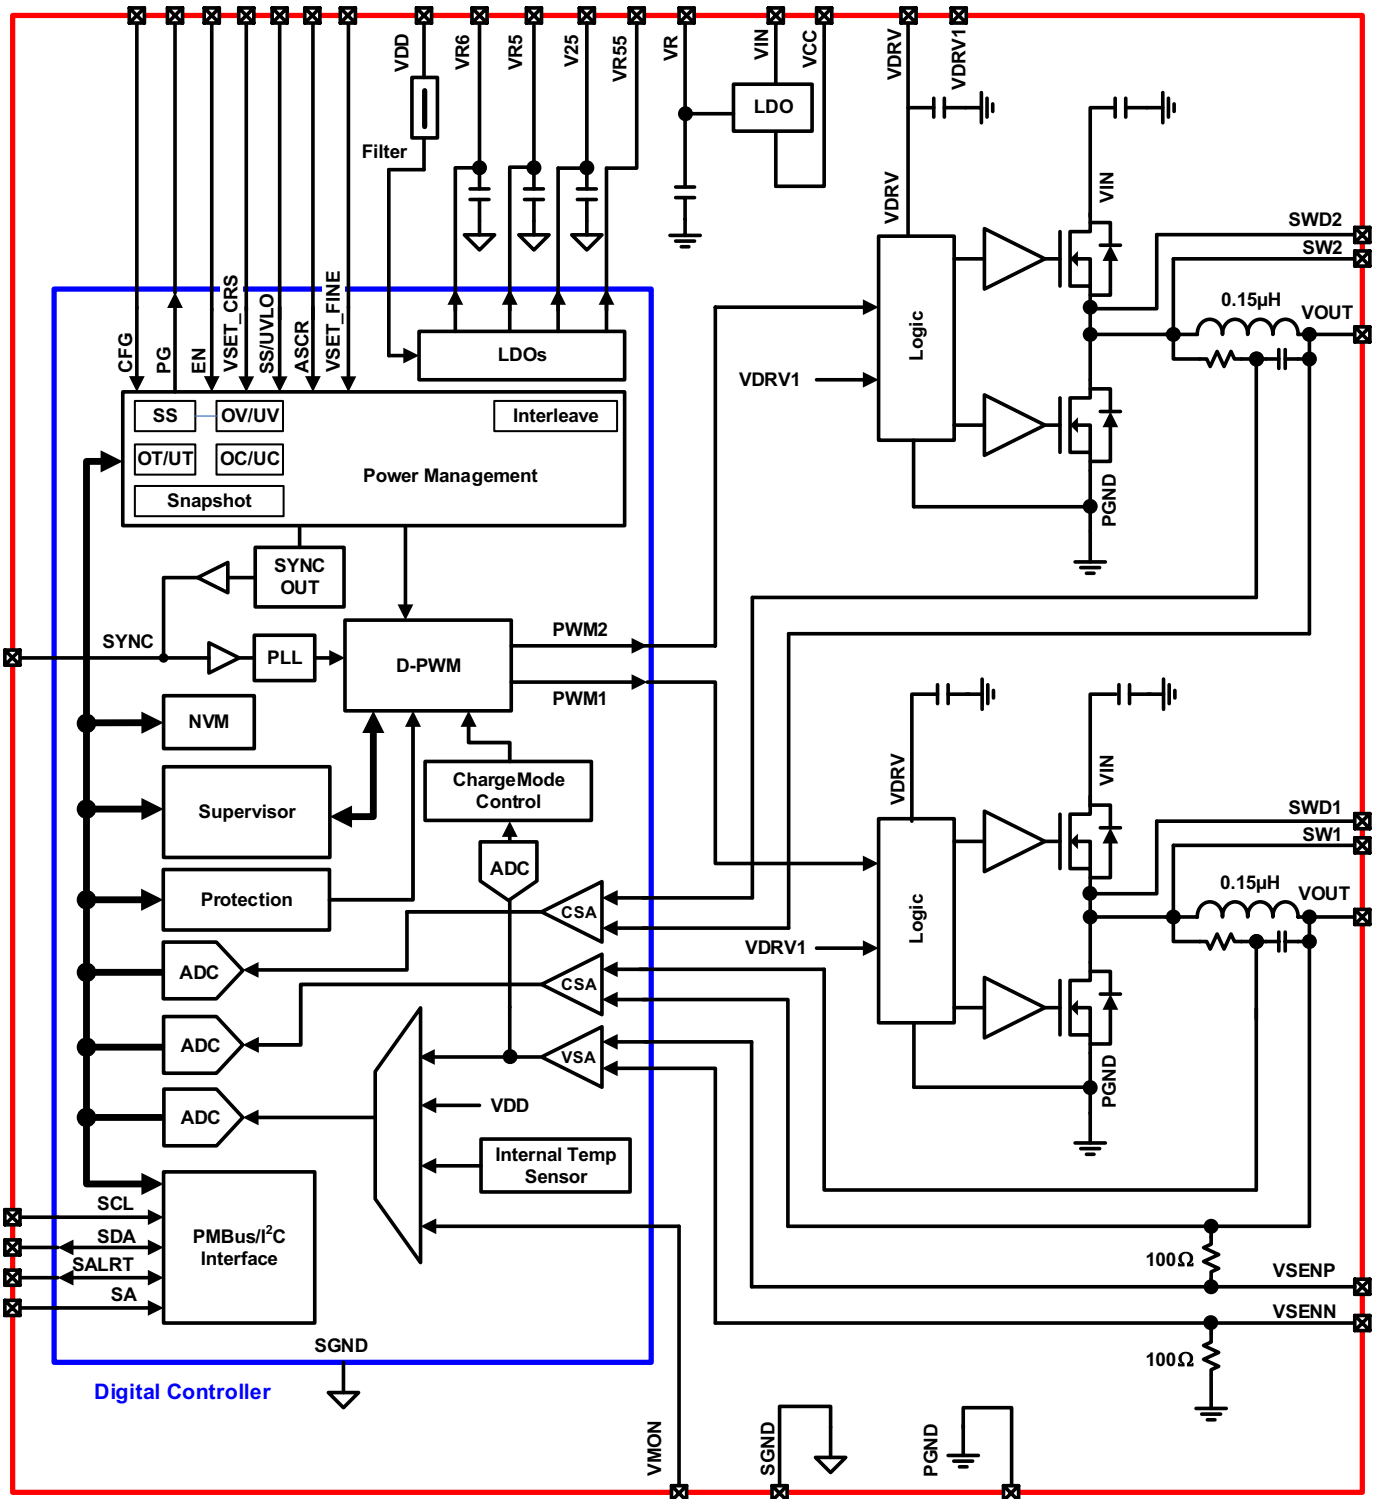 VDD
VR6
VR5
V25
VR55
VR
VIN
VCC
VDRV
VDRV1
LDO
Filter
VDRV
VIN
SWD2
SW2
0.15µH
VOUT
CFG
PG
EN
VSET_CRS
SS/UVLO
ASCR
VSET_FINE
LDOs
Logic
VDRV1
SS
OV/UV
Interleave
OT/UT
OC/UC
Power Management
Snapshot
PGND
SYNC
OUT
SYNC
PLL
D-PWM
PWM2
PWM1
NVM
ChargeMode
Control
Supervisor
VDRV
VIN
SWD1
SW1
0.15µH
VOUT
ADC
Protection
CSA
Logic
VDRV1
ADC
CSA
ADC
VSA
PGND
ADC
VDD
Internal Temp
Sensor
SCL
SDA
SALRT
SA
PMBus/I²C
Interface
100Ω
VSENP
VSENN
100Ω
SGND
Digital Controller
VMON
SGND
PGND